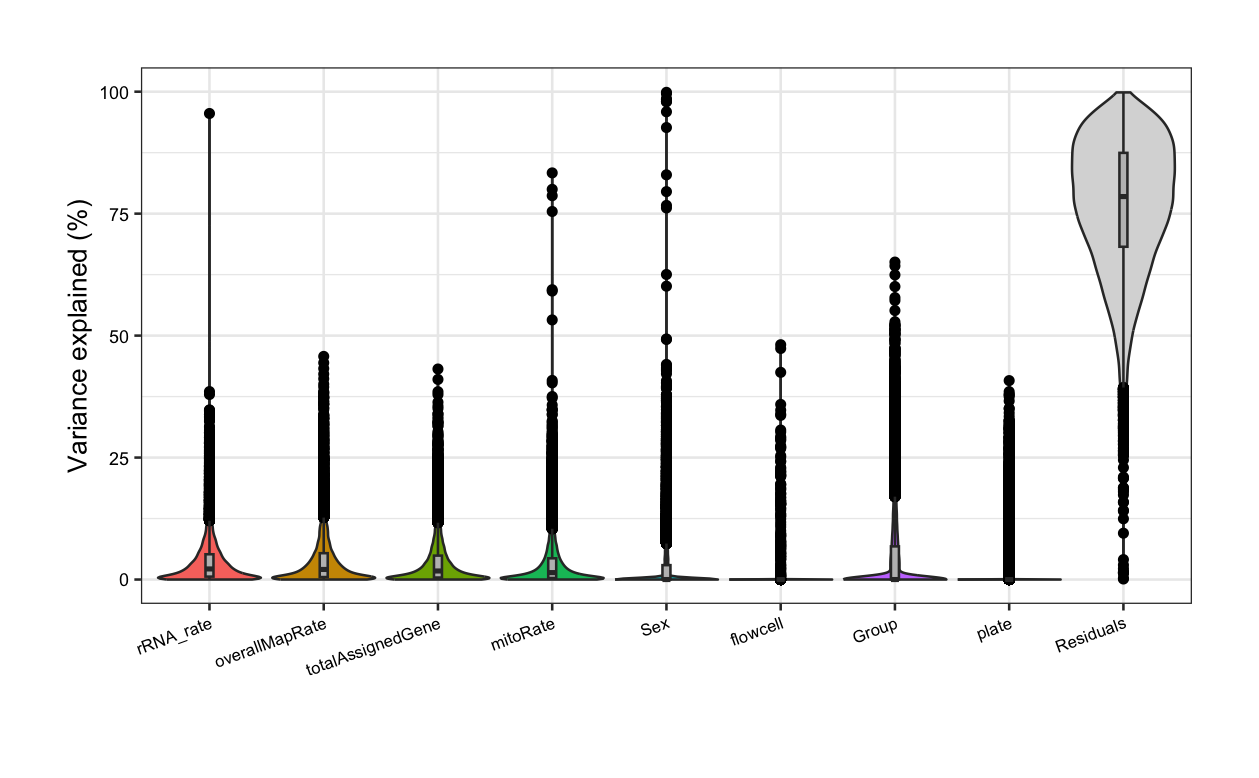 Variance explained (%)
100
75
50
25
0
rRNA_rate
overallMapRate
totalAssignedGene
mitoRate
Sex
flowcell
Group
plate
Residuals